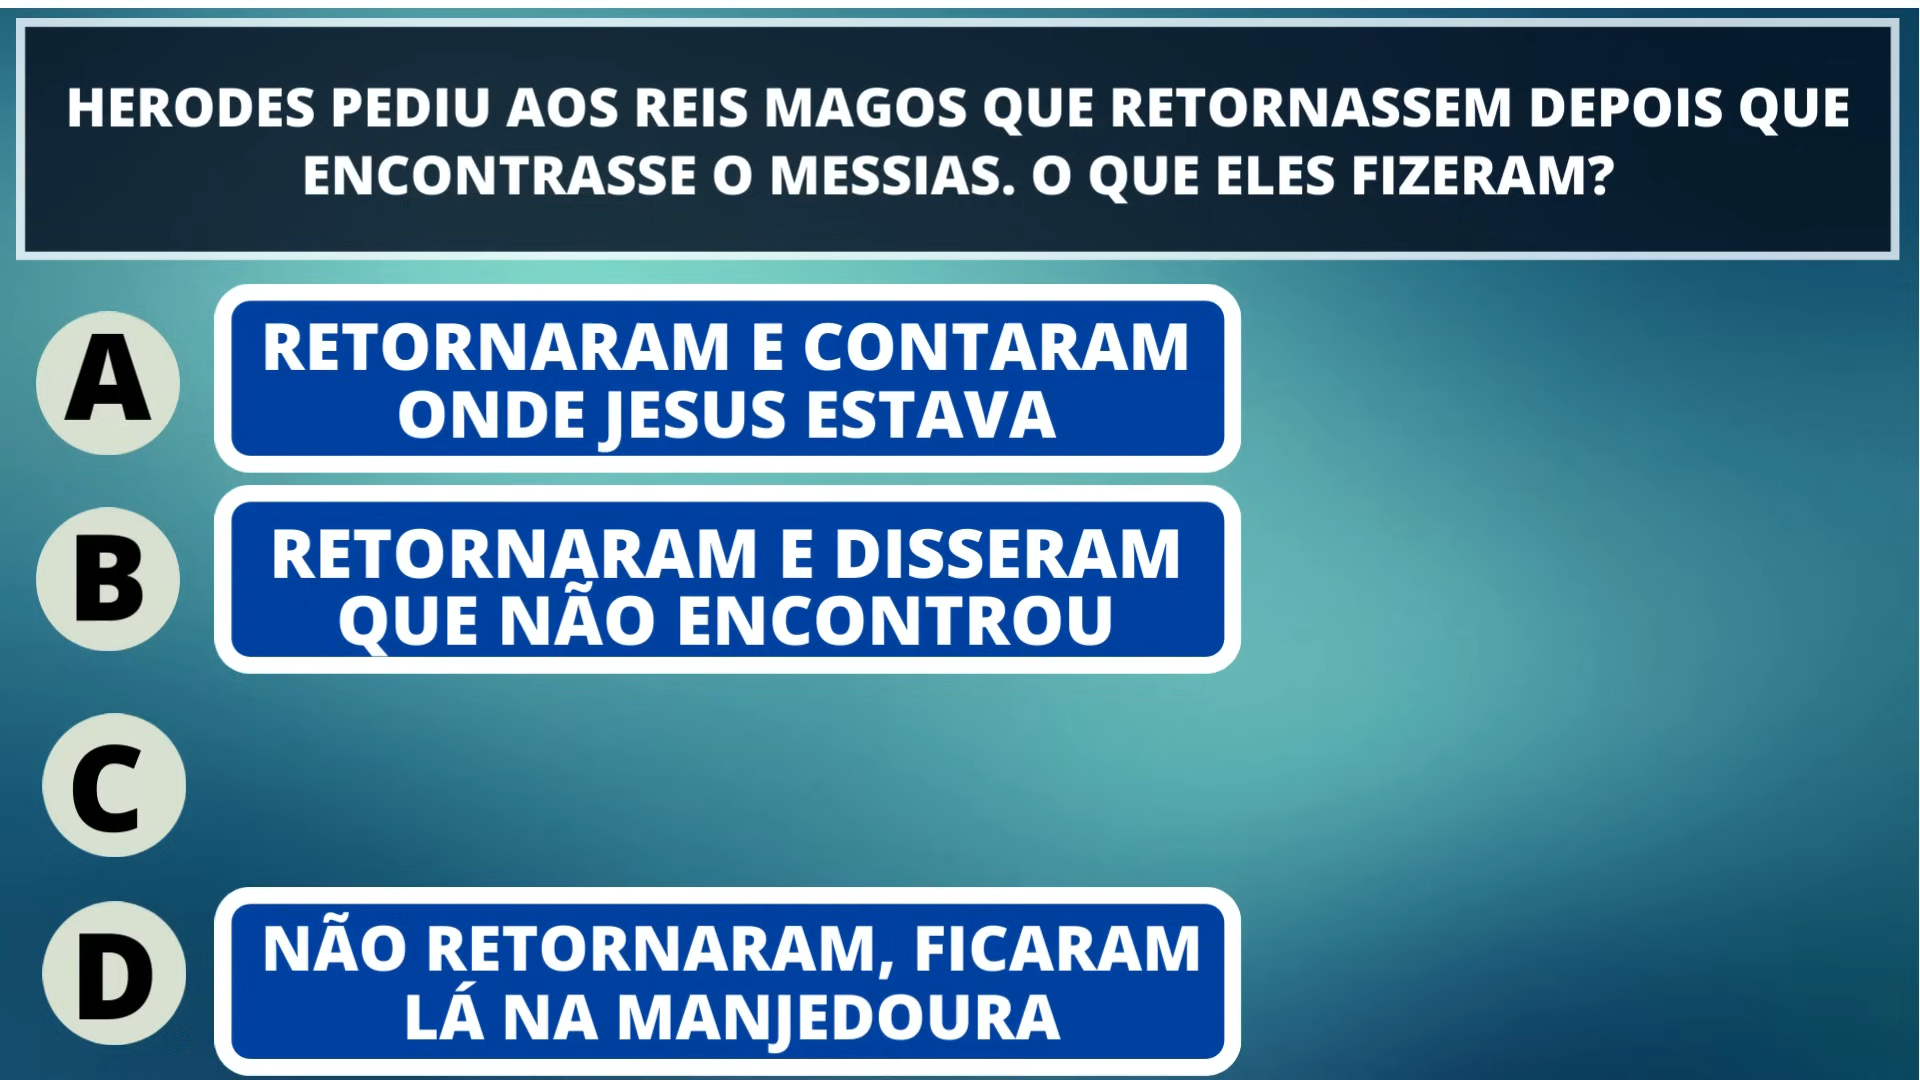 HERODES PEDIU AOS REIS MAGOS QUE RETORNASSEM DEPOIS QUE
ENCONTRASSE O MESSIAS. O QUE ELES FIZERAM?
A
RETORNARAM E CONTARAM
ONDE JESUS ESTAVA
B
RETORNARAM E DISSERAM
QUE NÃO ENCONTROU
C
D
NÃO RETORNARAM, FICARAM
LÁ NA MANJEDOURA